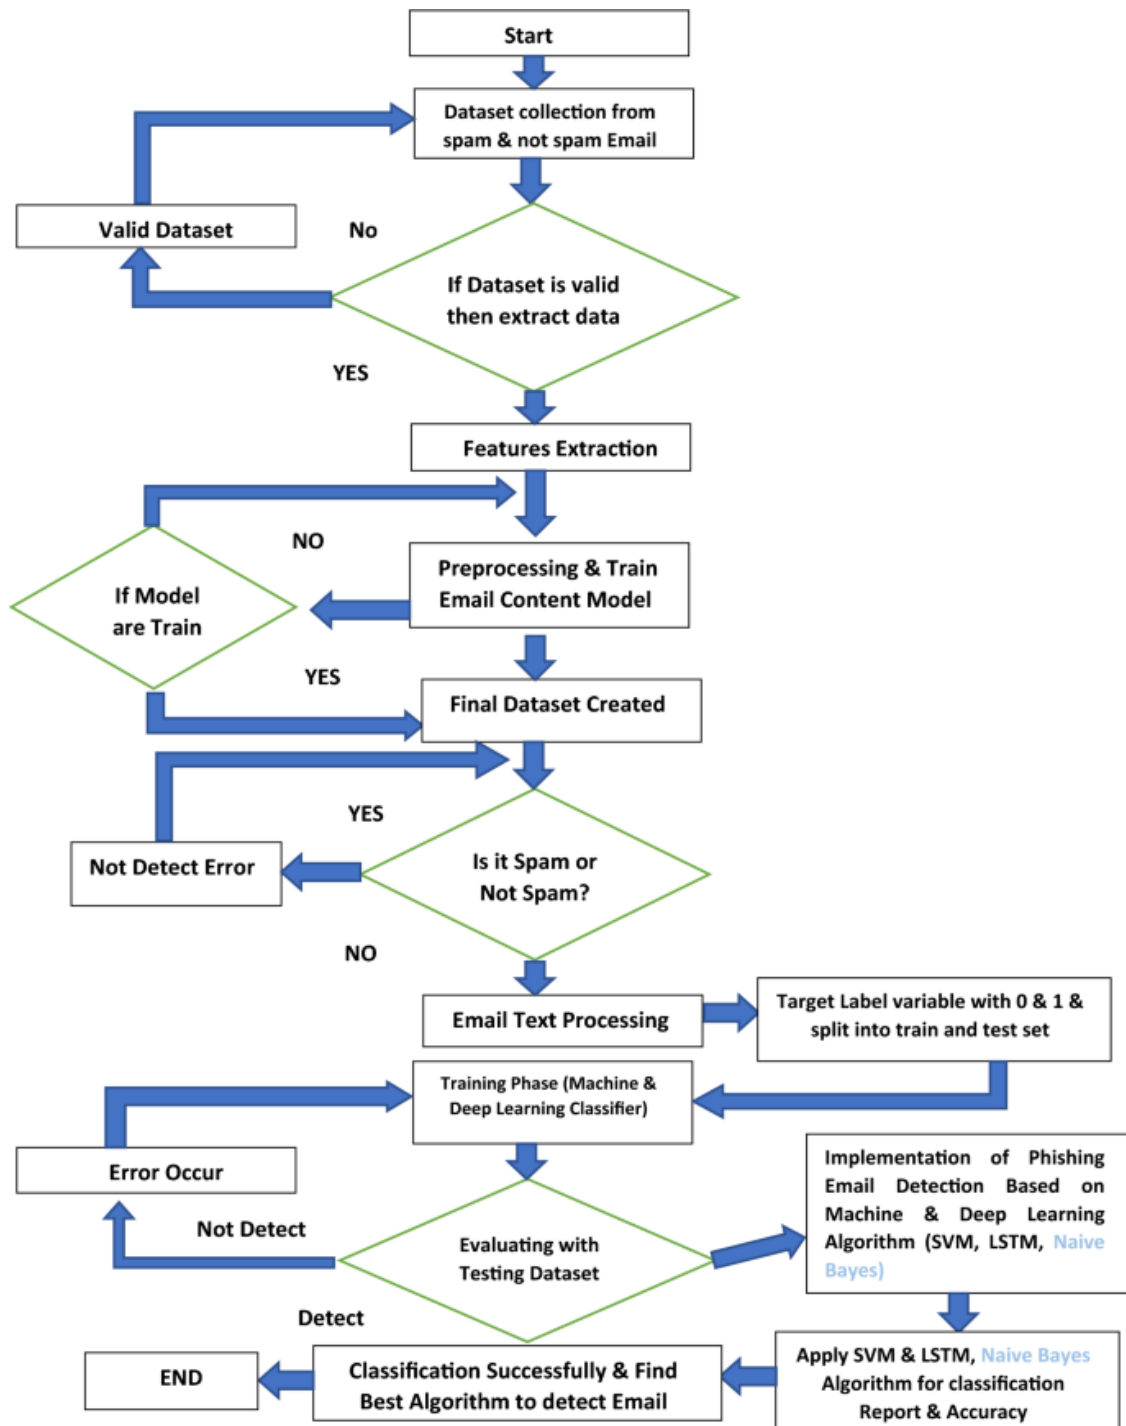 Start
Dataset collection from
spam & not spam Email
Valid Dataset
No
If Dataset is valid
then extract data
YES
Features Extraction
NO
If Model
are Train
Preprocessing & Train
Email Content Model
YES
Final Dataset Created
YES
Not Detect Error
Is it Spam or
Not Spam?
NO
Email Text Processing
Target Label variable with 0 & 1 &
split into train and test set
Training Phase (Machine &
Deep Learning Classifier)
Error Occur
Not Detect
Evaluating with
Testing Dataset
Implementation of Phishing
Email Detection Based on
Machine & Deep Learning
Algorithm (SVM, LSTM, Naive
Bayes)
Detect
END
Classification Successfully & Find
Best Algorithm to detect Email
Apply SVM & LSTM, Naive Bayes
Algorithm for classification
Report & Accuracy